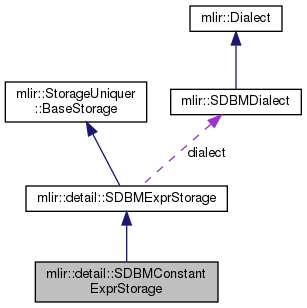 mlir::Dialect
mlir::StorageUniquer
::BaseStorage
mlir::SDBMDialect
dialect
mlir::detail::SDBMExprStorage
mlir::detail::SDBMConstant
ExprStorage